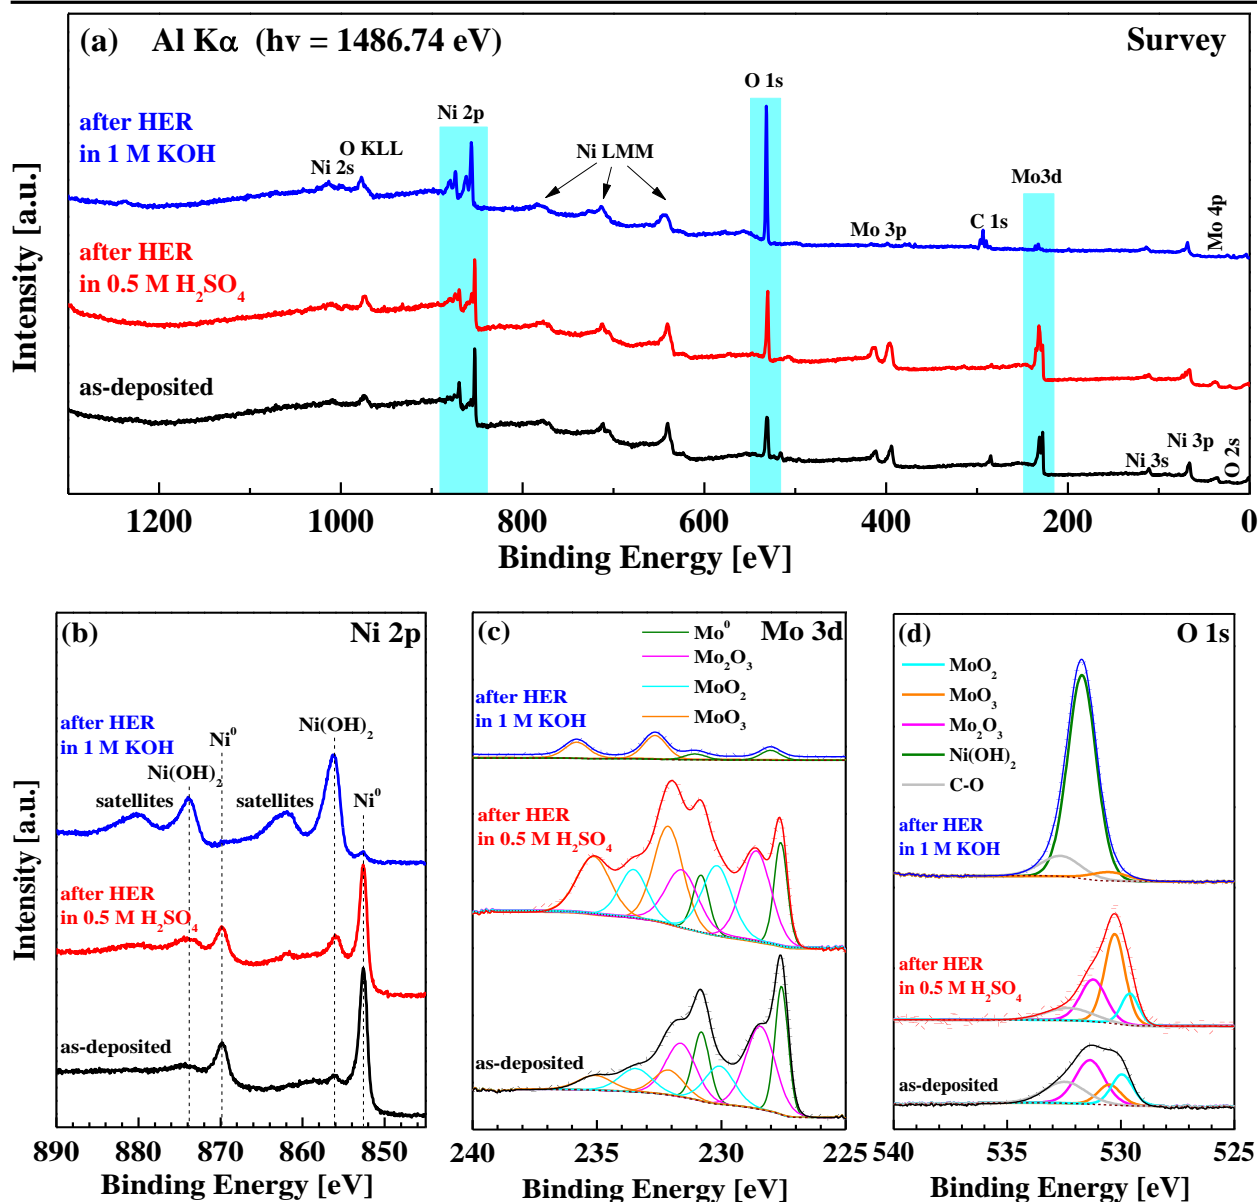 (a) Al Kα (hv = 1486.74 eV) Survey
after HER
in 1 M KOH
Ni 2s
O KLL
Ni 2p
Ni LMM
O 1s
Mo 3p
C 1s
Mo3d
Mo 4p
after HER
in 0.5 M H₂SO₄
as-deposited
Ni 3s
Ni 3p
O 2s
Intensity [a.u.]
1200 1000 800 600 400 200 0
Binding Energy [eV]
(b) Ni 2p
after HER
in 1 M KOH
Ni⁰
Ni(OH)₂
Ni(OH)₂
satellites
satellites
Ni⁰
after HER
in 0.5 M H₂SO₄
as-deposited
Intensity [a.u.]
890 880 870 860 850
Binding Energy [eV]
(c) Mo 3d
Mo⁰
Mo₂O₃
MoO₂
MoO₃
after HER
in 1 M KOH
after HER
in 0.5 M H₂SO₄
as-deposited
240 235 230 225
Binding Energy [eV]
(d) O 1s
MoO₂
MoO₃
Mo₂O₃
Ni(OH)₂
C-O
after HER
in 1 M KOH
after HER
in 0.5 M H₂SO₄
as-deposited
540 535 530 525
Binding Energy [eV]